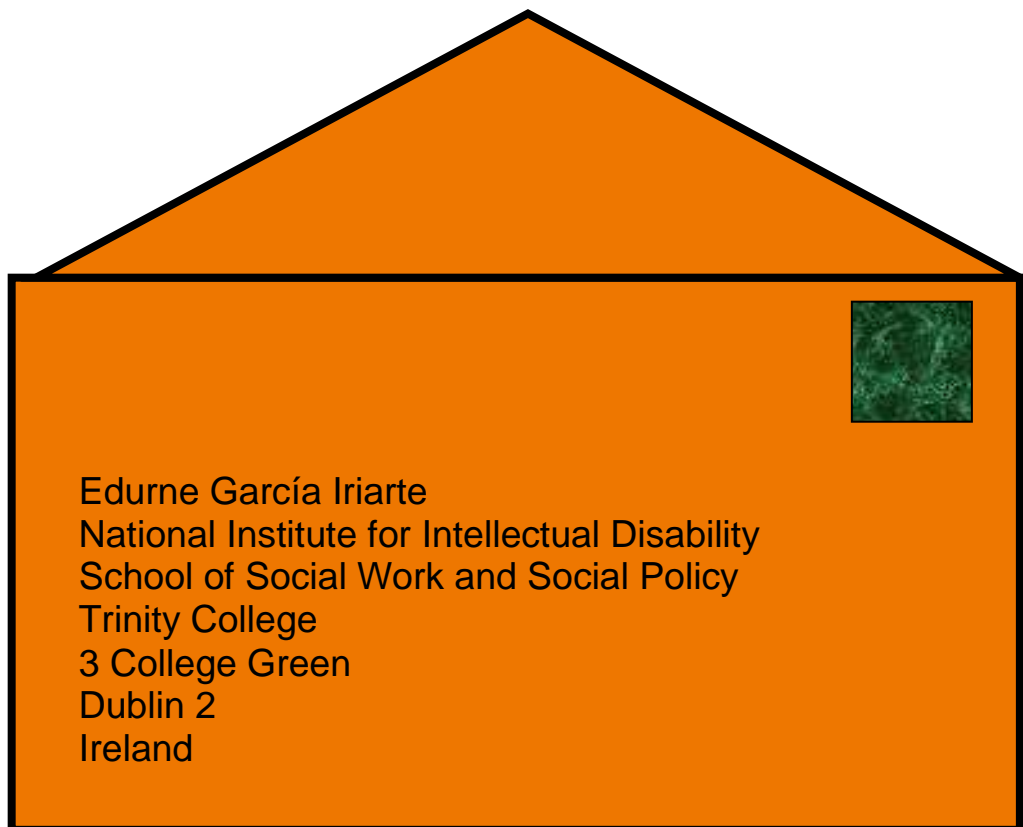 Edurne García Iriarte
National Institute for Intellectual Disability
School of Social Work and Social Policy
Trinity College
3 College Green
Dublin 2
Ireland